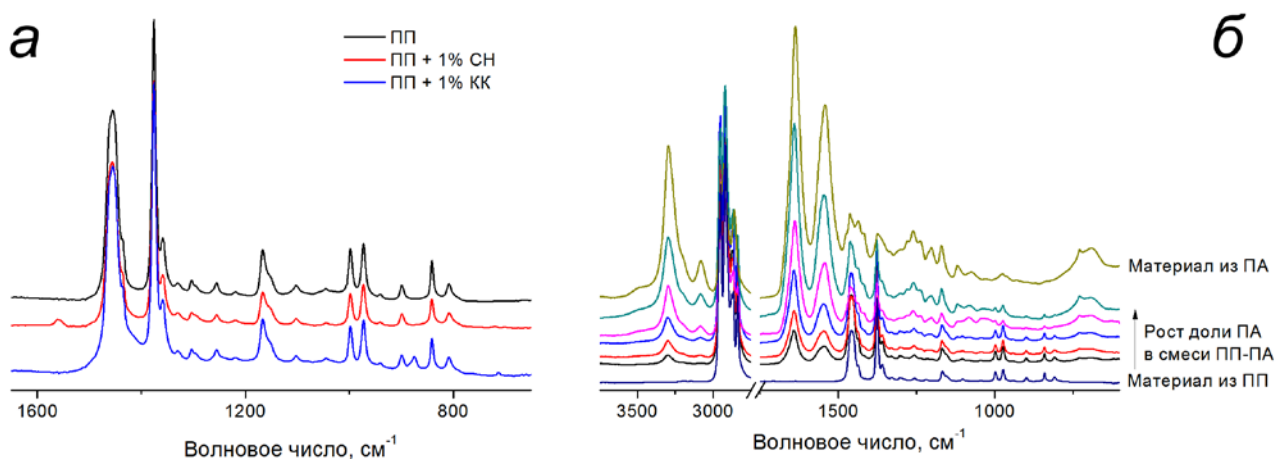 а
ПП
ПП + 1% СН
ПП + 1% КК
1600
1200
800
Волновое число, см⁻¹
б
Материал из ПА
Рост доли ПА
в смеси ПП-ПА
Материал из ПП
3500
3000
1500
1000
Волновое число, см⁻¹